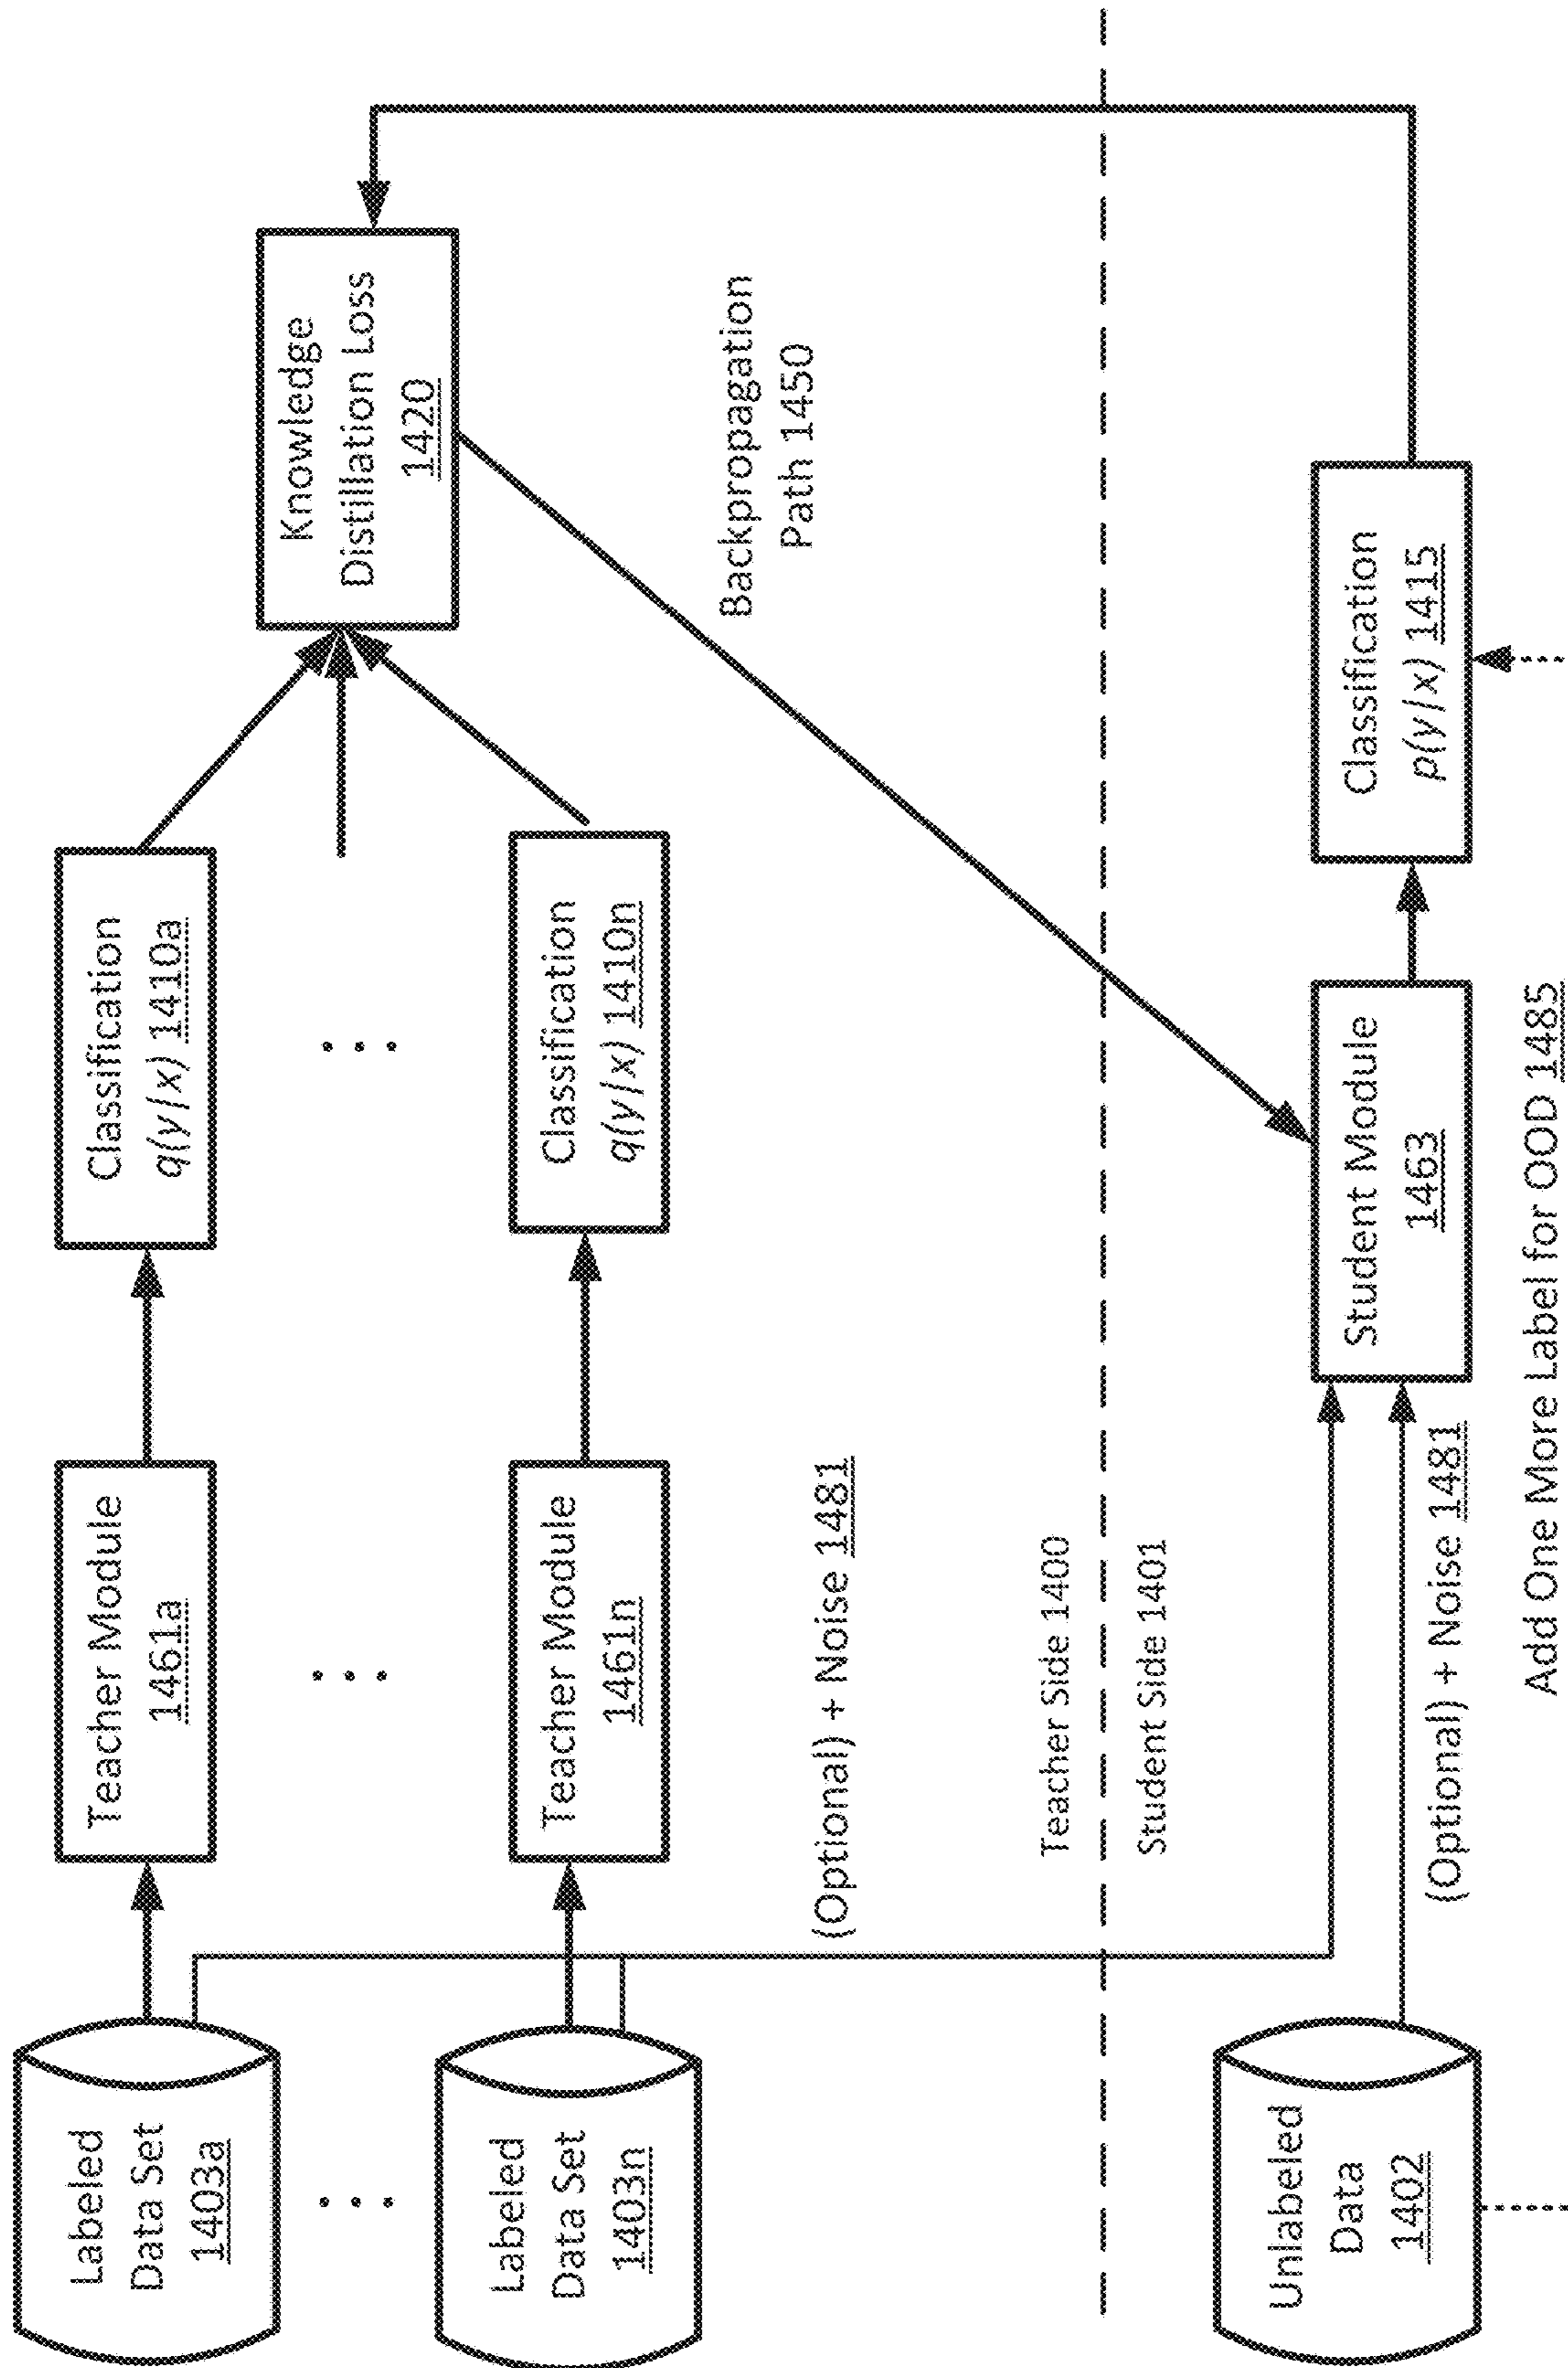 Labeled
Data Set
1403a
Teacher Module
1461a
Classification
q(y/x) 1410a
Knowledge
Distillation Loss
1420
. . .
. . .
. . .
Labeled
Data Set
1403n
Teacher Module
1461n
Classification
q(y/x) 1410n
Backpropagation
Path 1450
(Optional) + Noise 1481
Teacher Side 1400
Student Side 1401
Unlabeled
Data
1402
(Optional) + Noise 1481
Student Module
1463
Classification
p(y/x) 1415
Add One More Label for OOD 1485